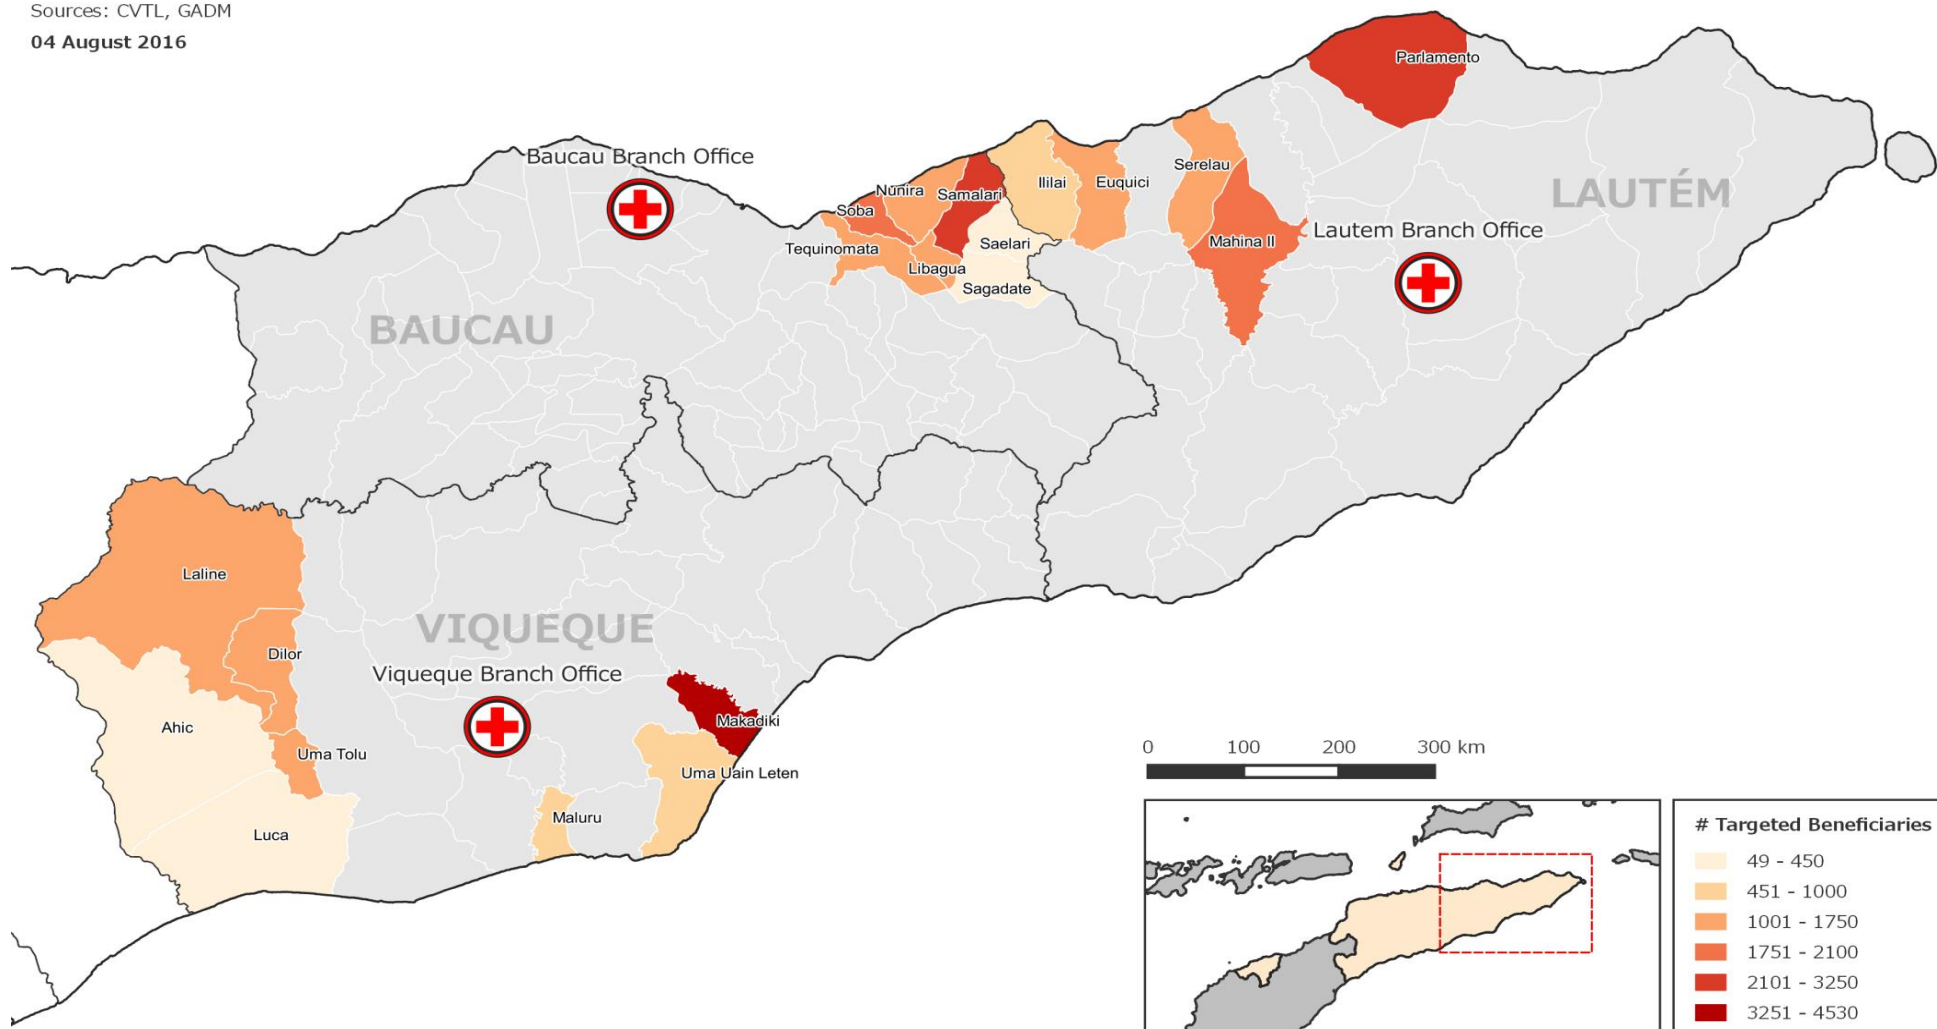 Sources: CVTL, GADM
04 August 2016
Parlamento
Baucau Branch Office
Serelau
Nunira
Samalari
Ililai
Euquici
LAUTÉM
Soba
Lautem Branch Office
Tequinomata
Saelari
Mahina II
Libagua
Sagadate
BAUCAU
Laline
VIQUEQUE
Dilor
Viqueque Branch Office
Ahic
Makadiki
Uma Tolu
Uma Uain Leten
Maluru
Luca
0 100 200 300 km
# Targeted Beneficiaries
49 - 450
451 - 1000
1001 - 1750
1751 - 2100
2101 - 3250
3251 - 4530